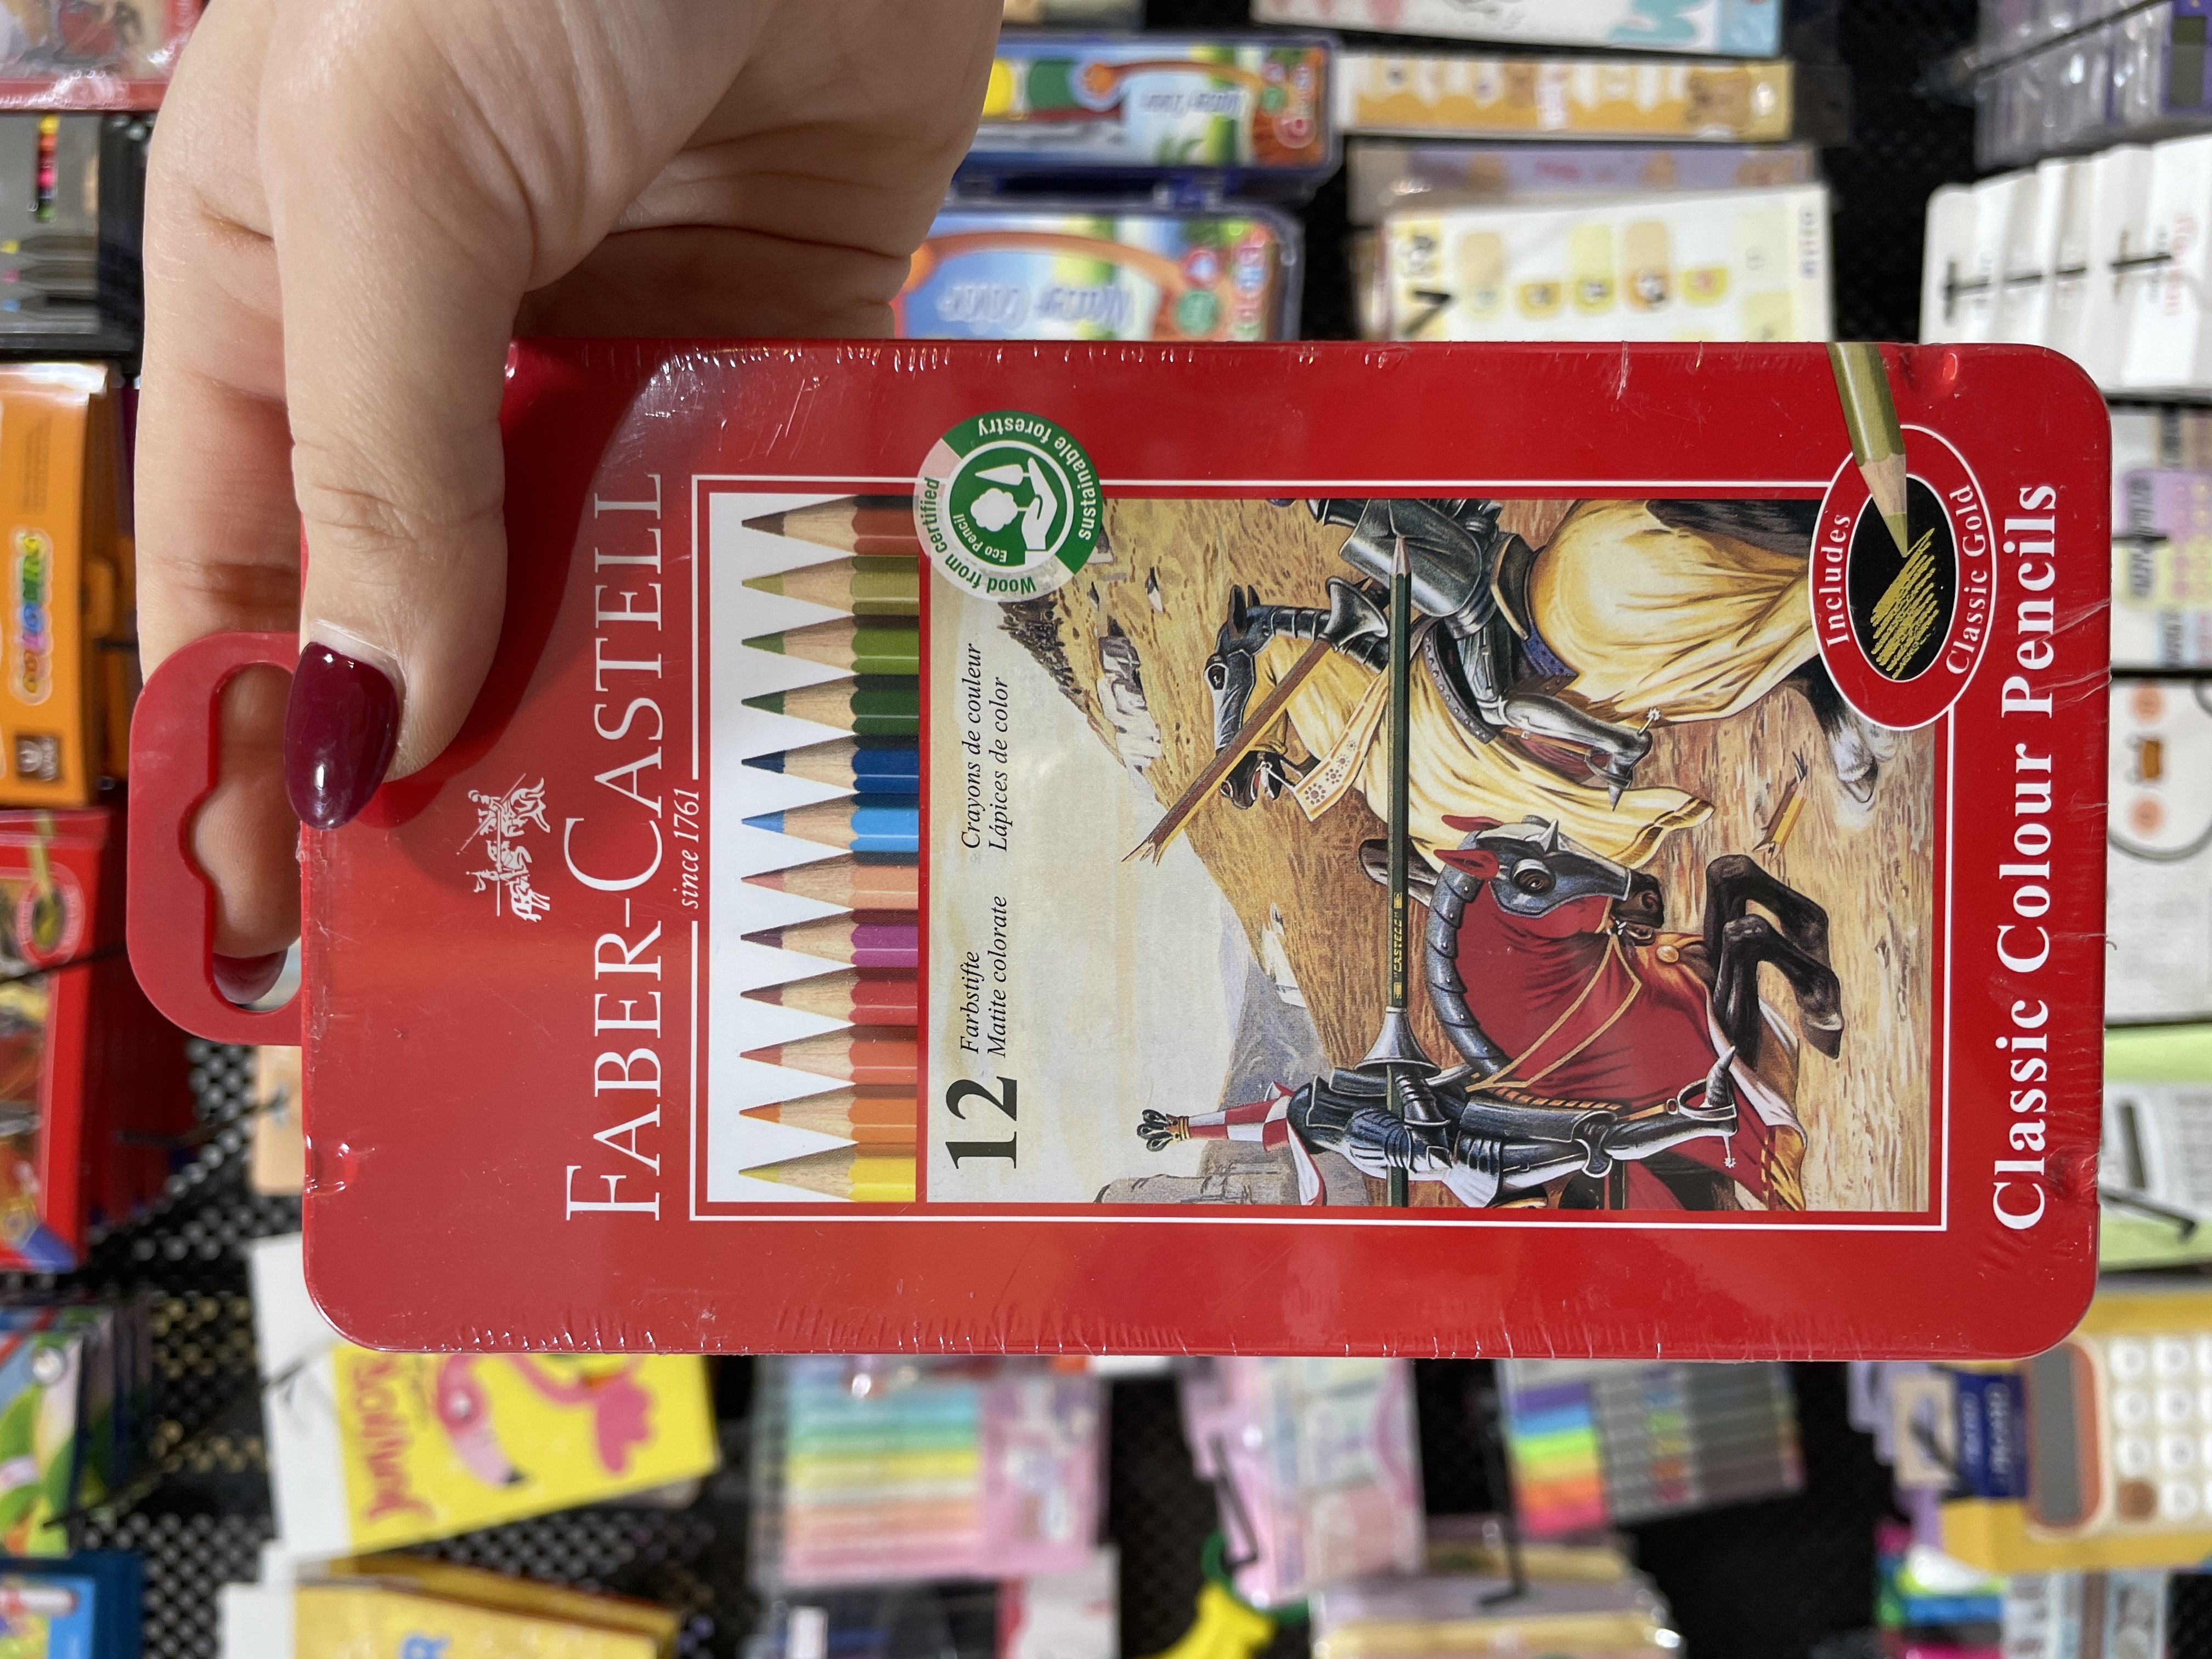 FABER-CASTELL
since 1761
Wood from certified
sustainable forestry
Eco Pencil
12
Farbstifte
Matite colorate
Crayons de couleur
Lápices de color
"CASTELL"
Includes
Classic Gold
Classic Colour Pencils